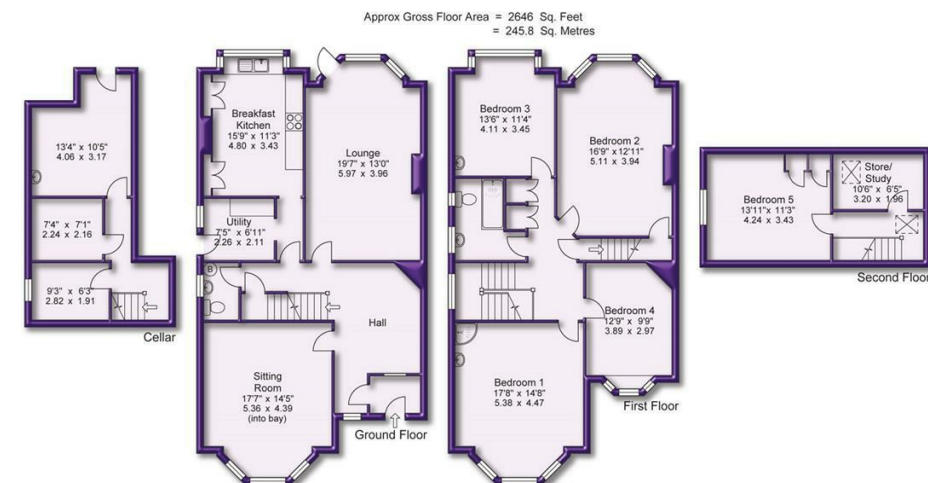 Approx Gross Floor Area = 2646 Sq. Feet
= 245.8 Sq. Metres
13'4" x 10'5"
4.06 x 3.17
7'4" x 7'1"
2.24 x 2.16
9'3" x 6'3"
2.82 x 1.91
Cellar
Breakfast
Kitchen
15'9" x 11'3"
4.80 x 3.43
Lounge
19'7" x 13'0"
5.97 x 3.96
Utility
7'5" x 6'11"
2.26 x 2.11
B
Hall
Sitting
Room
17'7" x 14'5"
5.36 x 4.39
(into bay)
Ground Floor
Bedroom 3
13'6" x 11'4"
4.11 x 3.45
Bedroom 2
16'9" x 12'11"
5.11 x 3.94
Bedroom 4
12'9" x 9'9"
3.89 x 2.97
Bedroom 1
17'8" x 14'8"
5.38 x 4.47
First Floor
Bedroom 5
13'11" x 11'3"
4.24 x 3.43
Store/
Study
10'6" x 6'5"
3.20 x 1.96
Second Floor